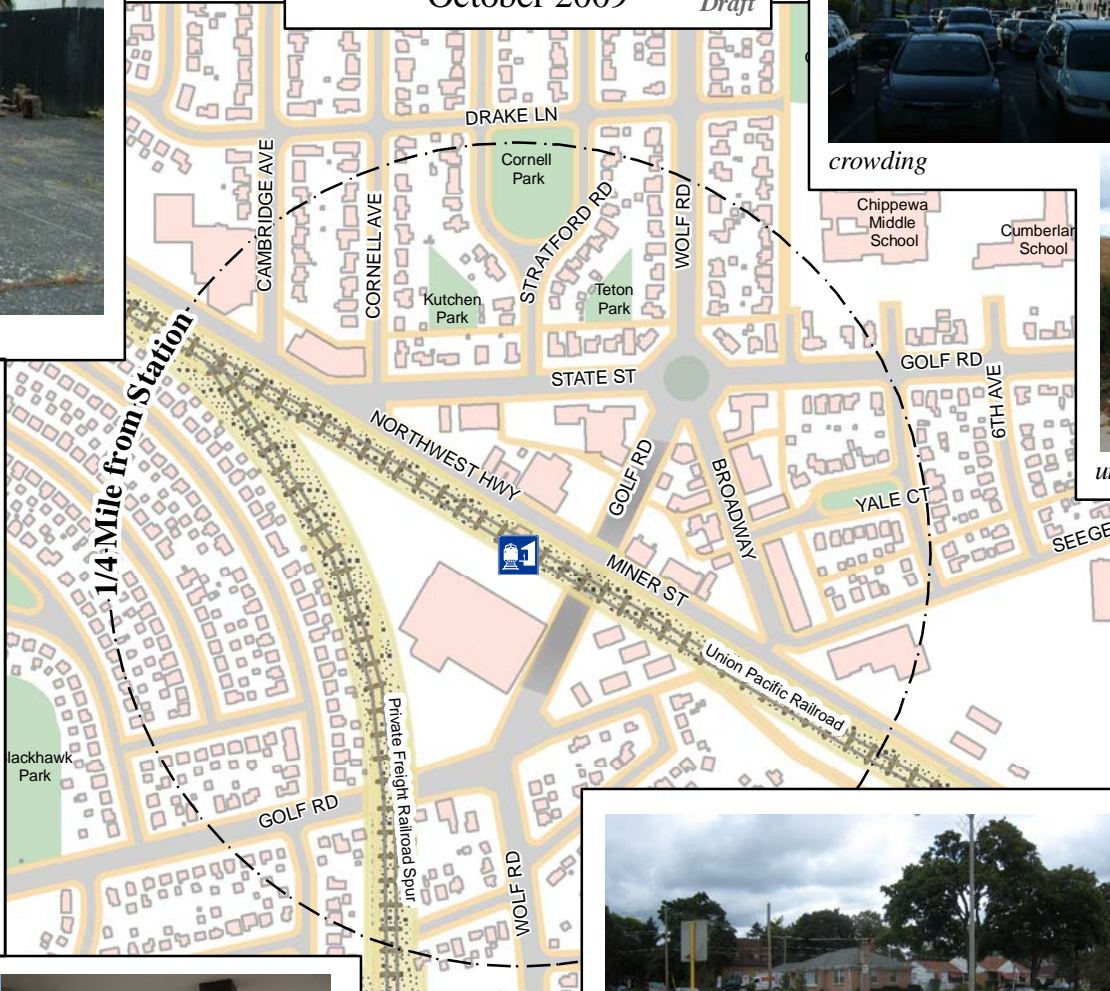 October 2009
Draft
crowding
DRAKE LN
Cornell
Park
CAMBRIDGE AVE
CORNELL AVE
STRATFORD RD
WOLF RD
Chippewa
Middle
School
Cumberlan
School
Kutchen
Park
Teton
Park
1/4 Mile from Station
STATE ST
GOLF RD
6TH AVE
NORTHWEST HWY
GOLF RD
BROADWAY
YALE CT
SEEGE
MINER ST
Union Pacific Railroad
Private Freight Railroad Spur
lackhawk
Park
GOLF RD
WOLF RD